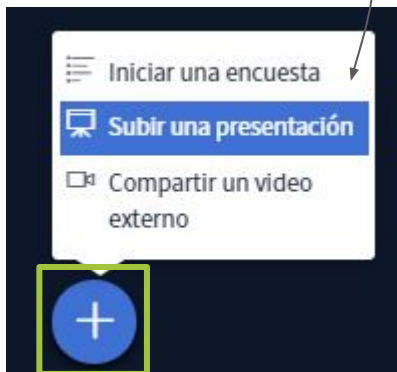 Iniciar una encuesta
Subir una presentación
Compartir un video
externo